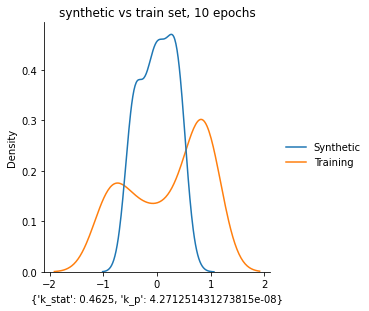 synthetic vs train set, 10 epochs
Density
0.4
0.3
0.2
0.1
0.0
−2
−1
0
1
2
{'k_stat': 0.4625, 'k_p': 4.271251431273815e-08}
Synthetic
Training